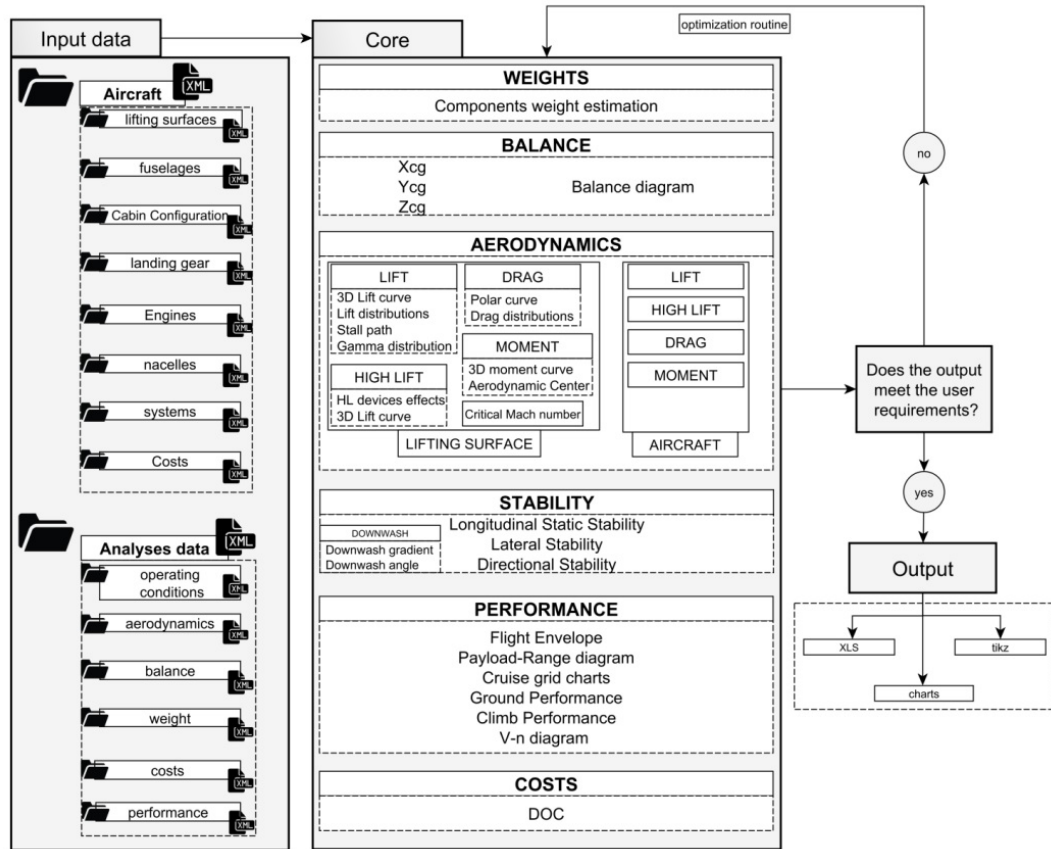 Input data
XML
Aircraft
lifting surfaces
XML
fuselages
XML
Cabin Configuration
XML
landing gear
XML
Engines
XML
nacelles
XML
systems
XML
Costs
XML
XML
Analyses data
operating
conditions
XML
aerodynamics
XML
balance
XML
weight
XML
costs
XML
performance
XML
Core
WEIGHTS
Components weight estimation
BALANCE
Xcg
Ycg
Zcg
Balance diagram
AERODYNAMICS
LIFT
3D Lift curve
Lift distributions
Stall path
Gamma distribution
HIGH LIFT
HL devices effects
3D Lift curve
DRAG
Polar curve
Drag distributions
MOMENT
3D moment curve
Aerodynamic Center
Critical Mach number
LIFTING SURFACE
LIFT
HIGH LIFT
DRAG
MOMENT
AIRCRAFT
STABILITY
DOWNWASH
Downwash gradient
Downwash angle
Longitudinal Static Stability
Lateral Stability
Directional Stability
PERFORMANCE
Flight Envelope
Payload-Range diagram
Cruise grid charts
Ground Performance
Climb Performance
V-n diagram
COSTS
DOC
optimization routine
no
Does the output
meet the user
requirements?
yes
Output
XLS
tikz
charts